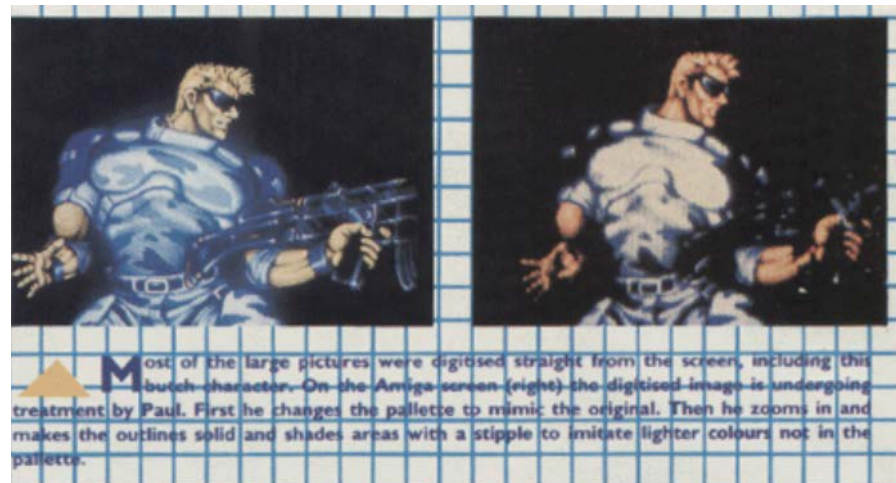 Most of the large pictures were digitised straight from the screen, including this
butch character. On the Amiga screen (right) the digitised image is undergoing
treatment by Paul. First he changes the pallette to mimic the original. Then he zooms in and
makes the outlines solid and shades areas with a stipple to imitate lighter colours not in the
pallette.